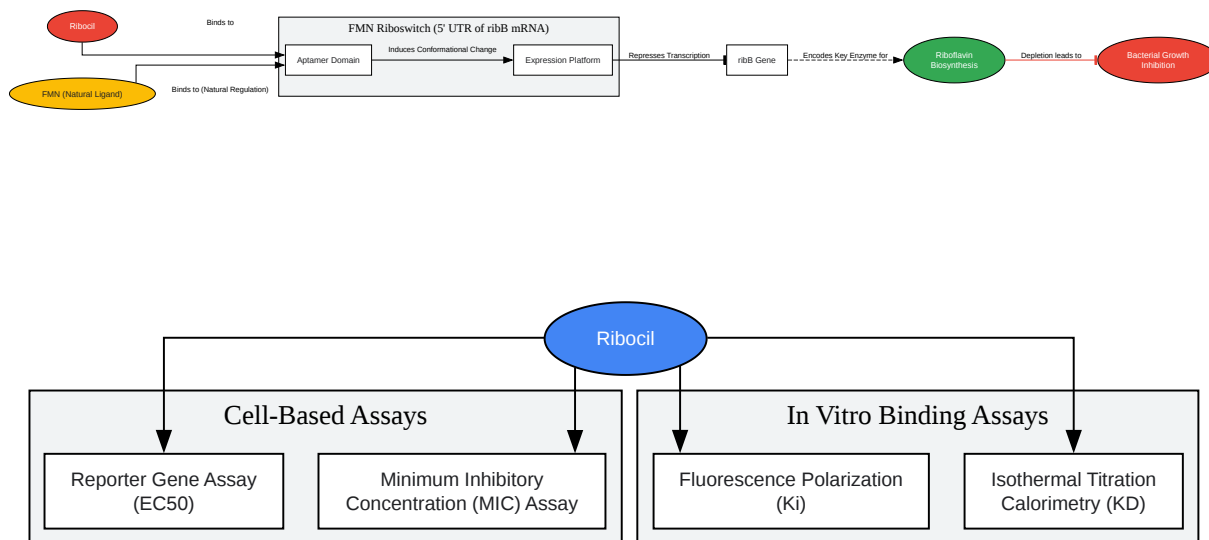 Ribocil
Binds to
FMN (Natural Ligand)
Binds to (Natural Regulation)
FMN Riboswitch (5' UTR of ribB mRNA)
Aptamer Domain
Induces Conformational Change
Expression Platform
Represses Transcription
ribB Gene
Encodes Key Enzyme for
Riboflavin
Biosynthesis
Depletion leads to
Bacterial Growth
Inhibition
Ribocil
Cell-Based Assays
Reporter Gene Assay
(EC50)
Minimum Inhibitory
Concentration (MIC) Assay
In Vitro Binding Assays
Fluorescence Polarization
(Ki)
Isothermal Titration
Calorimetry (KD)